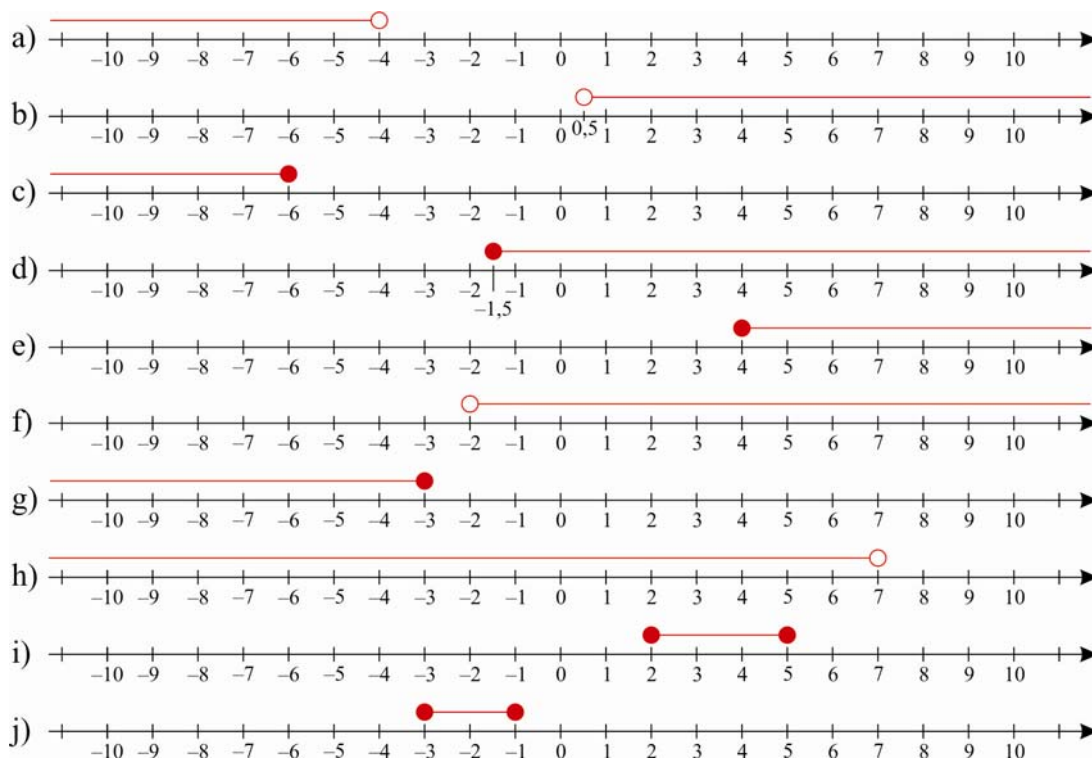 a)
–10 –9 –8 –7 –6 –5 –4 –3 –2 –1 0 1 2 3 4 5 6 7 8 9 10
b)
0,5
–10 –9 –8 –7 –6 –5 –4 –3 –2 –1 0 1 2 3 4 5 6 7 8 9 10
c)
–10 –9 –8 –7 –6 –5 –4 –3 –2 –1 0 1 2 3 4 5 6 7 8 9 10
d)
–10 –9 –8 –7 –6 –5 –4 –3 –2 –1 0 1 2 3 4 5 6 7 8 9 10
–1,5
e)
–10 –9 –8 –7 –6 –5 –4 –3 –2 –1 0 1 2 3 4 5 6 7 8 9 10
f)
–10 –9 –8 –7 –6 –5 –4 –3 –2 –1 0 1 2 3 4 5 6 7 8 9 10
g)
–10 –9 –8 –7 –6 –5 –4 –3 –2 –1 0 1 2 3 4 5 6 7 8 9 10
h)
–10 –9 –8 –7 –6 –5 –4 –3 –2 –1 0 1 2 3 4 5 6 7 8 9 10
i)
–10 –9 –8 –7 –6 –5 –4 –3 –2 –1 0 1 2 3 4 5 6 7 8 9 10
j)
–10 –9 –8 –7 –6 –5 –4 –3 –2 –1 0 1 2 3 4 5 6 7 8 9 10